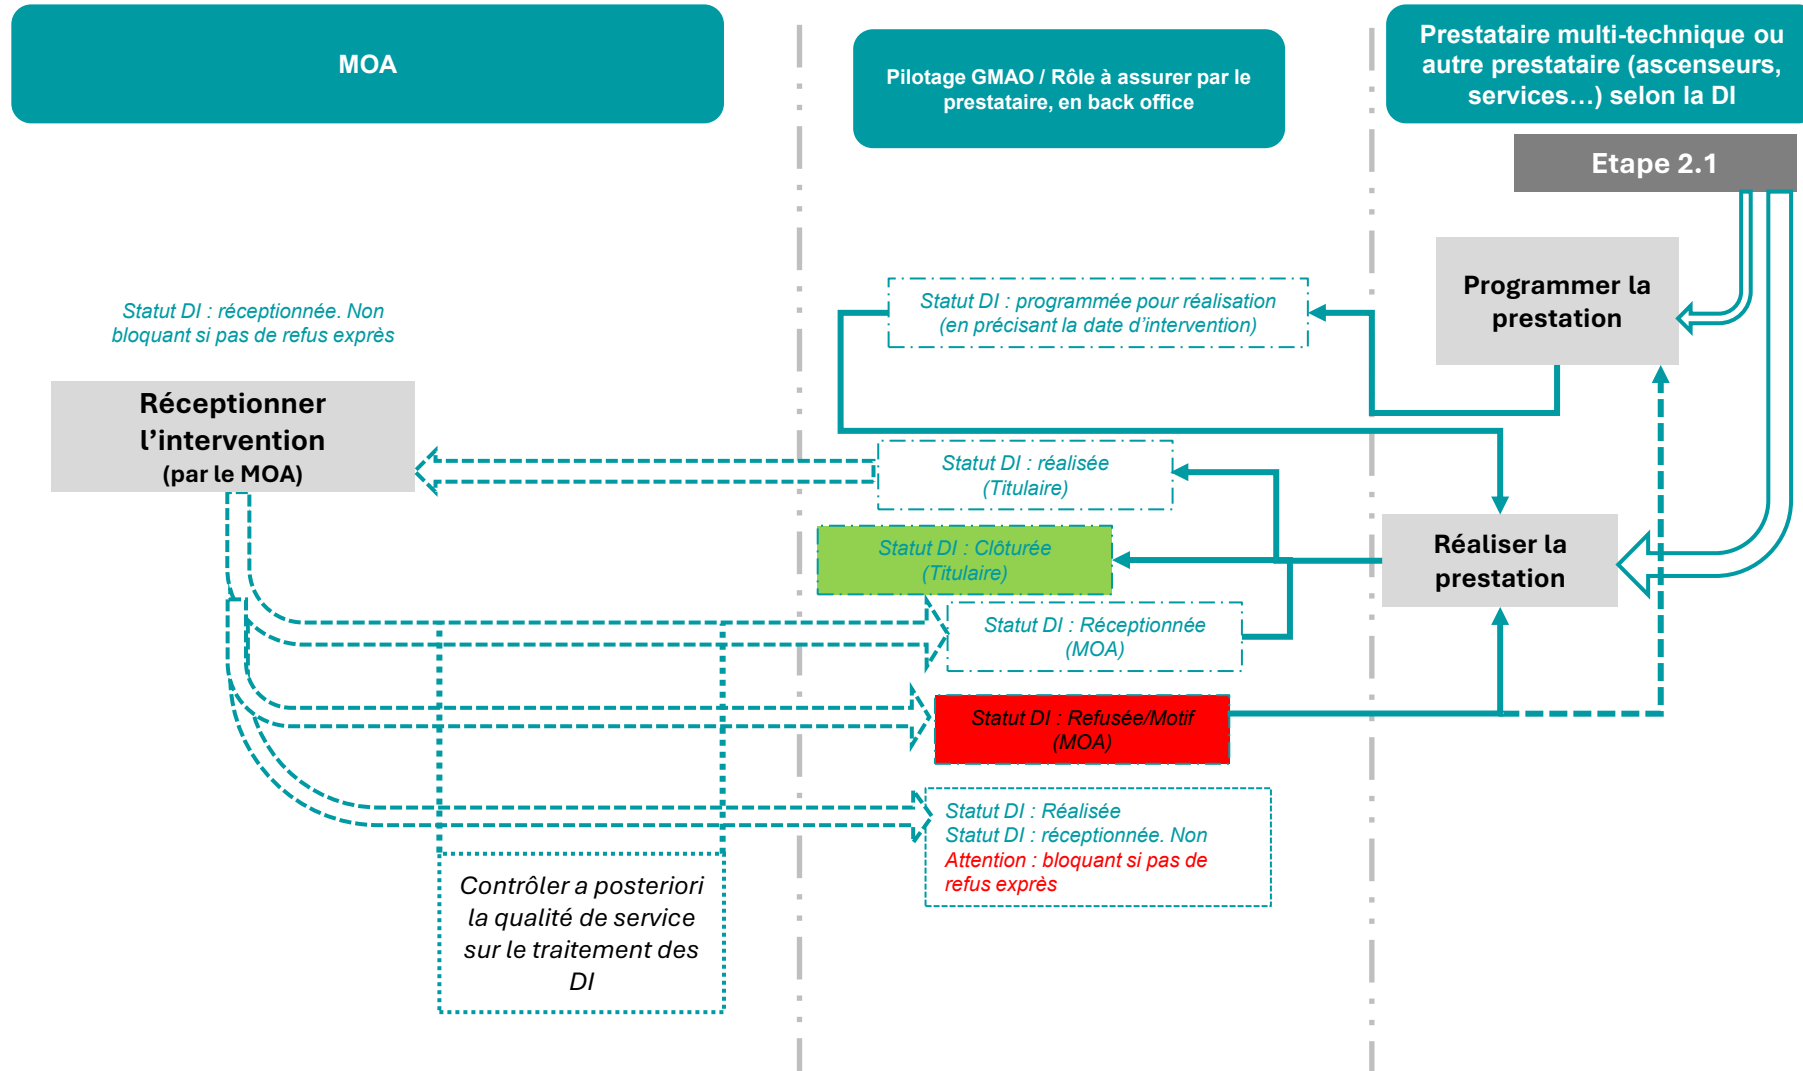 MOA
Pilotage GMAO / Rôle à assurer par le
prestataire, en back office
Prestataire multi-technique ou
autre prestataire (ascenseurs,
services…) selon la DI
Etape 2.1
Programmer la
prestation
Statut DI : programmée pour réalisation
(en précisant la date d’intervention)
Statut DI : réceptionnée. Non
bloquant si pas de refus exprès
Réceptionner
l’intervention
(par le MOA)
Statut DI : réalisée
(Titulaire)
Statut DI : Clôturée
(Titulaire)
Réaliser la
prestation
Statut DI : Réceptionnée
(MOA)
Statut DI : Refusée/Motif
(MOA)
Statut DI : Réalisée
Statut DI : réceptionnée. Non
Attention : bloquant si pas de
refus exprès
Contrôler a posteriori
la qualité de service
sur le traitement des
DI